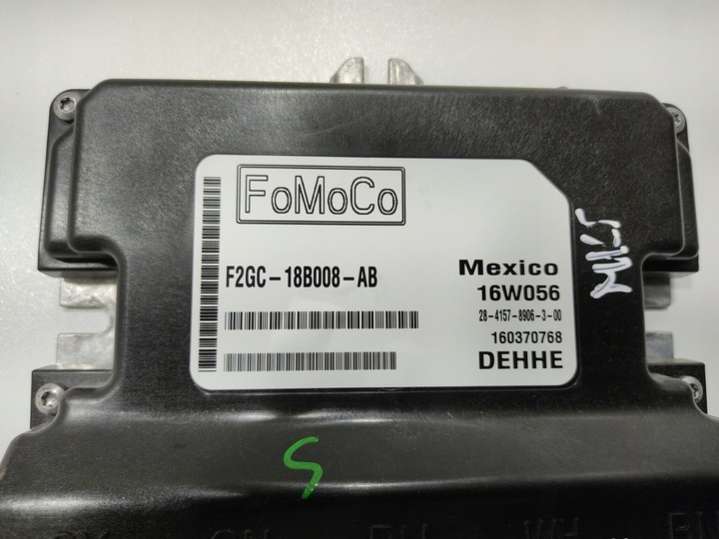 FoMoCo
F2GC-18B008-AB
Mexico
16W056
28-4157-8906-3-00
160370768
DEHHE
S